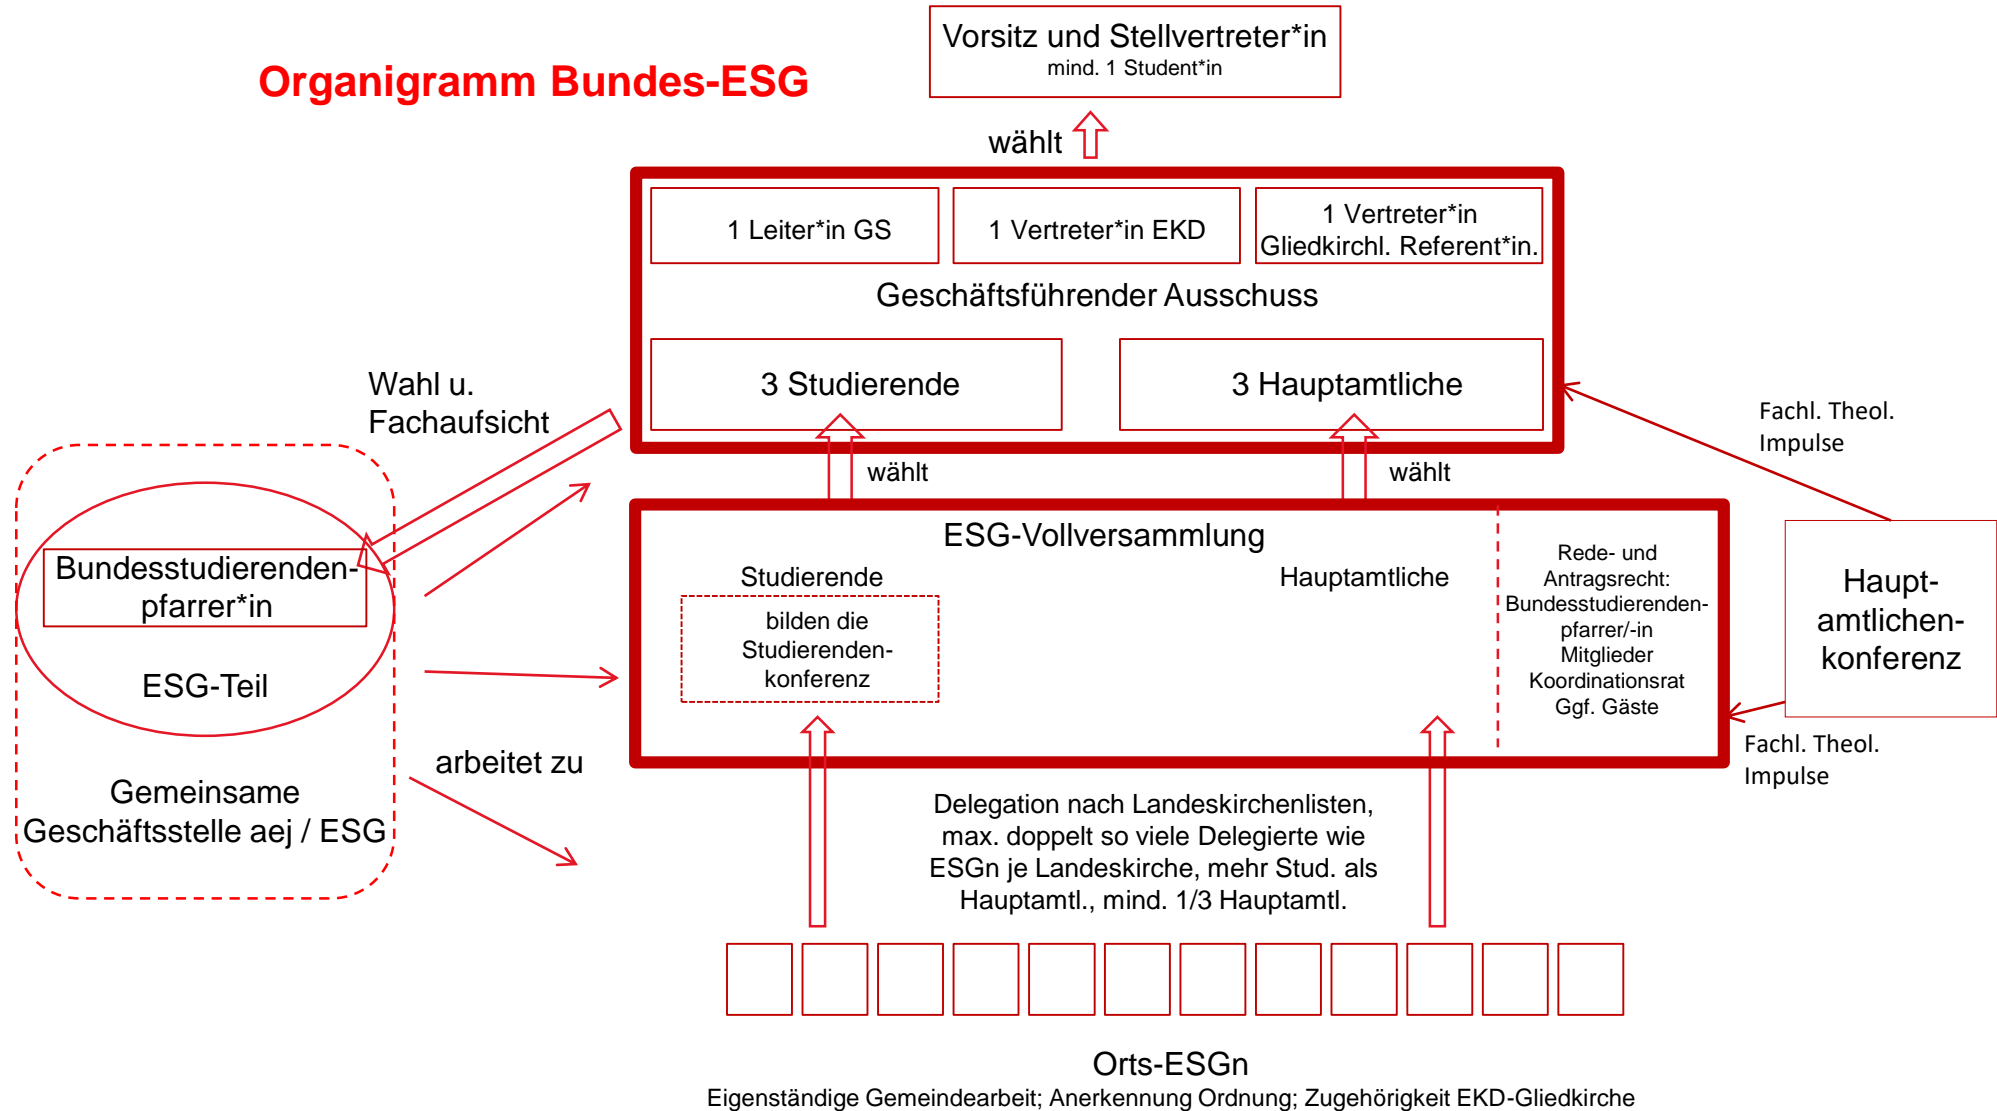 Vorsitz und Stellvertreter*in
mind. 1 Student*in
Organigramm Bundes-ESG
wählt
1 Leiter*in GS
1 Vertreter*in EKD
1 Vertreter*in
Gliedkirchl. Referent*in.
Geschäftsführender Ausschuss
3 Studierende
3 Hauptamtliche
Wahl u.
Fachaufsicht
Fachl. Theol.
Impulse
wählt
wählt
ESG-Vollversammlung
Studierende
bilden die
Studierenden-
konferenz
Hauptamtliche
Rede- und
Antragsrecht:
Bundesstudierenden-
pfarrer/-in
Mitglieder
Koordinationsrat
Ggf. Gäste
Haupt-
amtlichen-
konferenz
Bundesstudierenden-
pfarrer*in
ESG-Teil
Gemeinsame
Geschäftsstelle aej / ESG
arbeitet zu
Fachl. Theol.
Impulse
Delegation nach Landeskirchenlisten,
max. doppelt so viele Delegierte wie
ESGn je Landeskirche, mehr Stud. als
Hauptamtl., mind. 1/3 Hauptamtl.
Orts-ESGn
Eigenständige Gemeindearbeit; Anerkennung Ordnung; Zugehörigkeit EKD-Gliedkirche